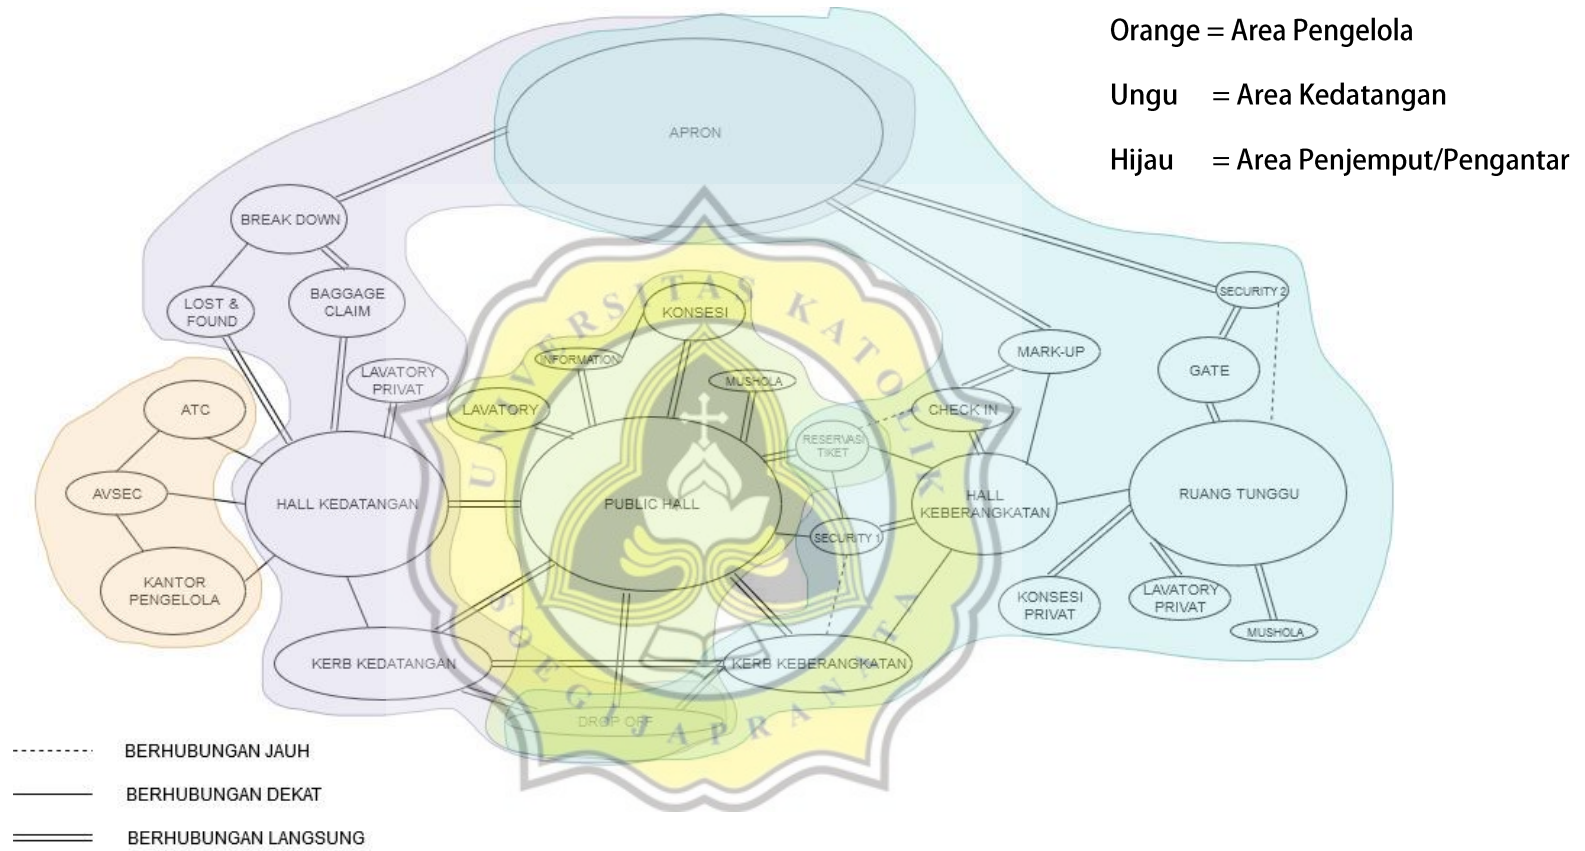 Orange = Area Pengelola
Ungu = Area Kedatangan
Hijau = Area Penjemput/Pengantar
APRON
BREAK DOWN
LOST &
FOUND
BAGGAGE
CLAIM
LAVATORY
PRIVAT
ATC
AVSEC
KANTOR
PENGELOLA
HALL KEDATANGAN
KERB KEDATANGAN
KONSESI
INFORMATION
MUSHOLA
LAVATORY
PUBLIC HALL
RESERVASI
TIKET
SECURITY 1
DROP OFF
KERB KEBERANGKATAN
CHECK IN
MARK-UP
HALL
KEBERANGKATAN
SECURITY 2
GATE
RUANG TUNGGU
KONSESI
PRIVAT
LAVATORY
PRIVAT
MUSHOLA
UNIVERSITAS KATOLIK
SOEGIJAPRANATA
BERHUBUNGAN JAUH
BERHUBUNGAN DEKAT
BERHUBUNGAN LANGSUNG